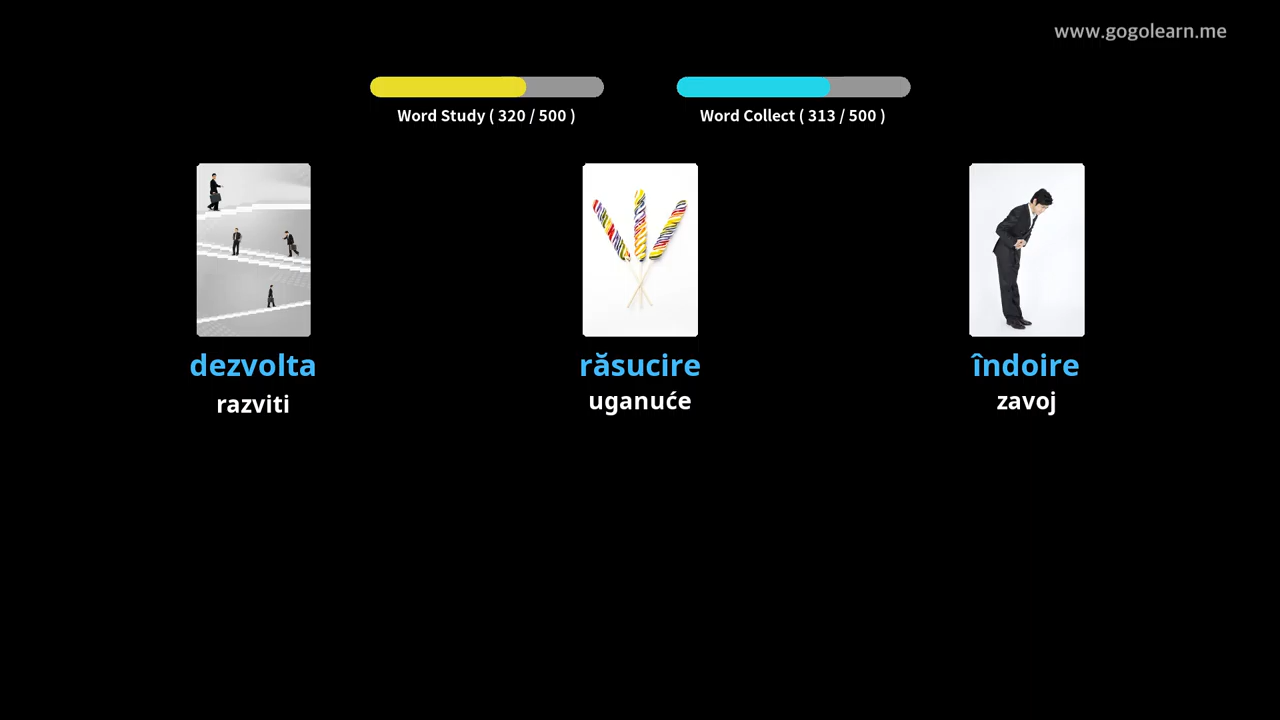 www.gogolearn.me
Word Study ( 320 / 500 )
Word Collect ( 313 / 500 )
dezvolta
răsucire
îndoire
razviti
uganuće
zavoj